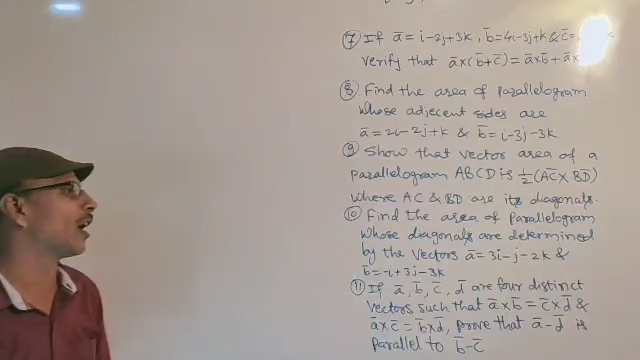 ⑦ If a̅ = i-2j+3k, b̅=4i-3j+k & c̅=
verify that a̅×(b̅+c̅) = a̅×b̅ + a̅×
⑧ Find the area of parallelogram
whose adjecent sides are
a̅ = 2i-2j+k & b̅ = i-3j-3k
⑨ Show that vector area of a
parallelogram ABCD is 1/2(A̅C̅ × B̅D̅)
where AC & BD are its diagonals.
⑩ Find the area of parallelogram
whose diagonals are determined
by the vectors a̅ = 3i-j-2k &
b̅ = -i+3j-3k
⑪ If a̅, b̅, c̅, d̅ are four distinct
vectors such that a̅×b̅ = c̅×d̅ &
a̅×c̅ = b̅×d̅, prove that a̅-d̅ is
parallel to b̅-c̅